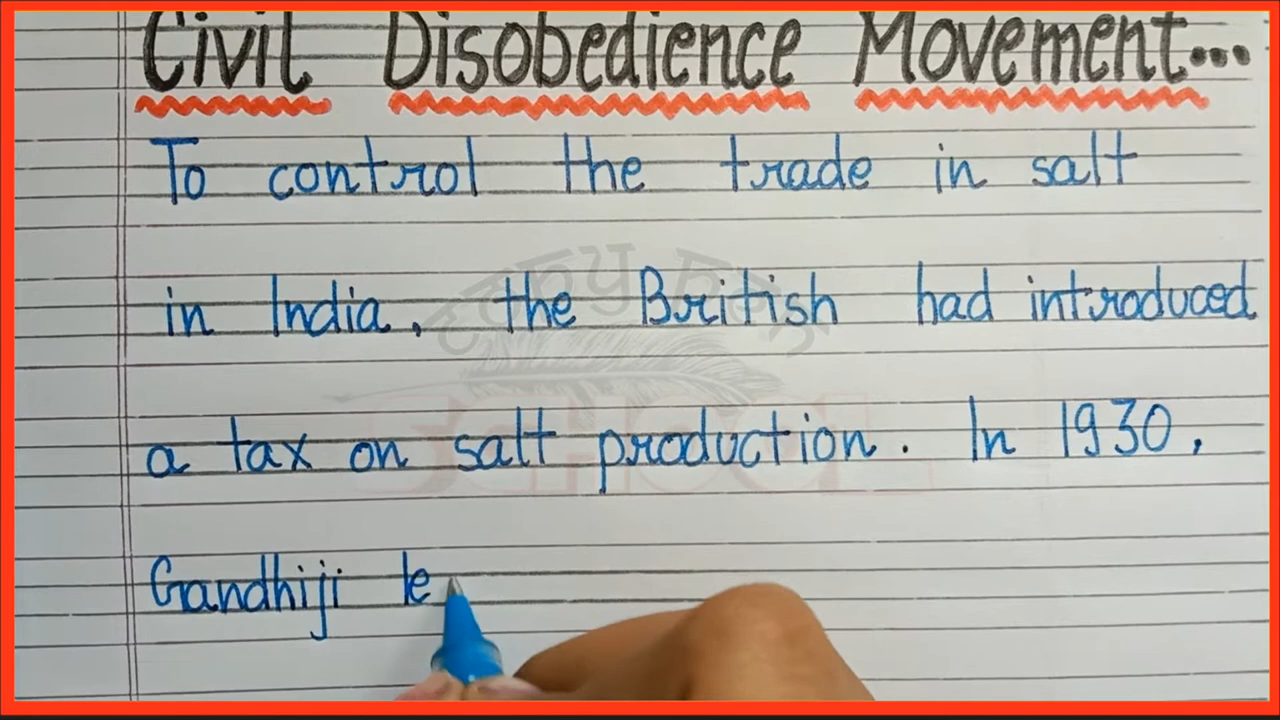 Civil Disobedience Movement...
To control the trade in salt
in India, the British had introduced
a tax on salt production. In 1930,
Gandhiji le